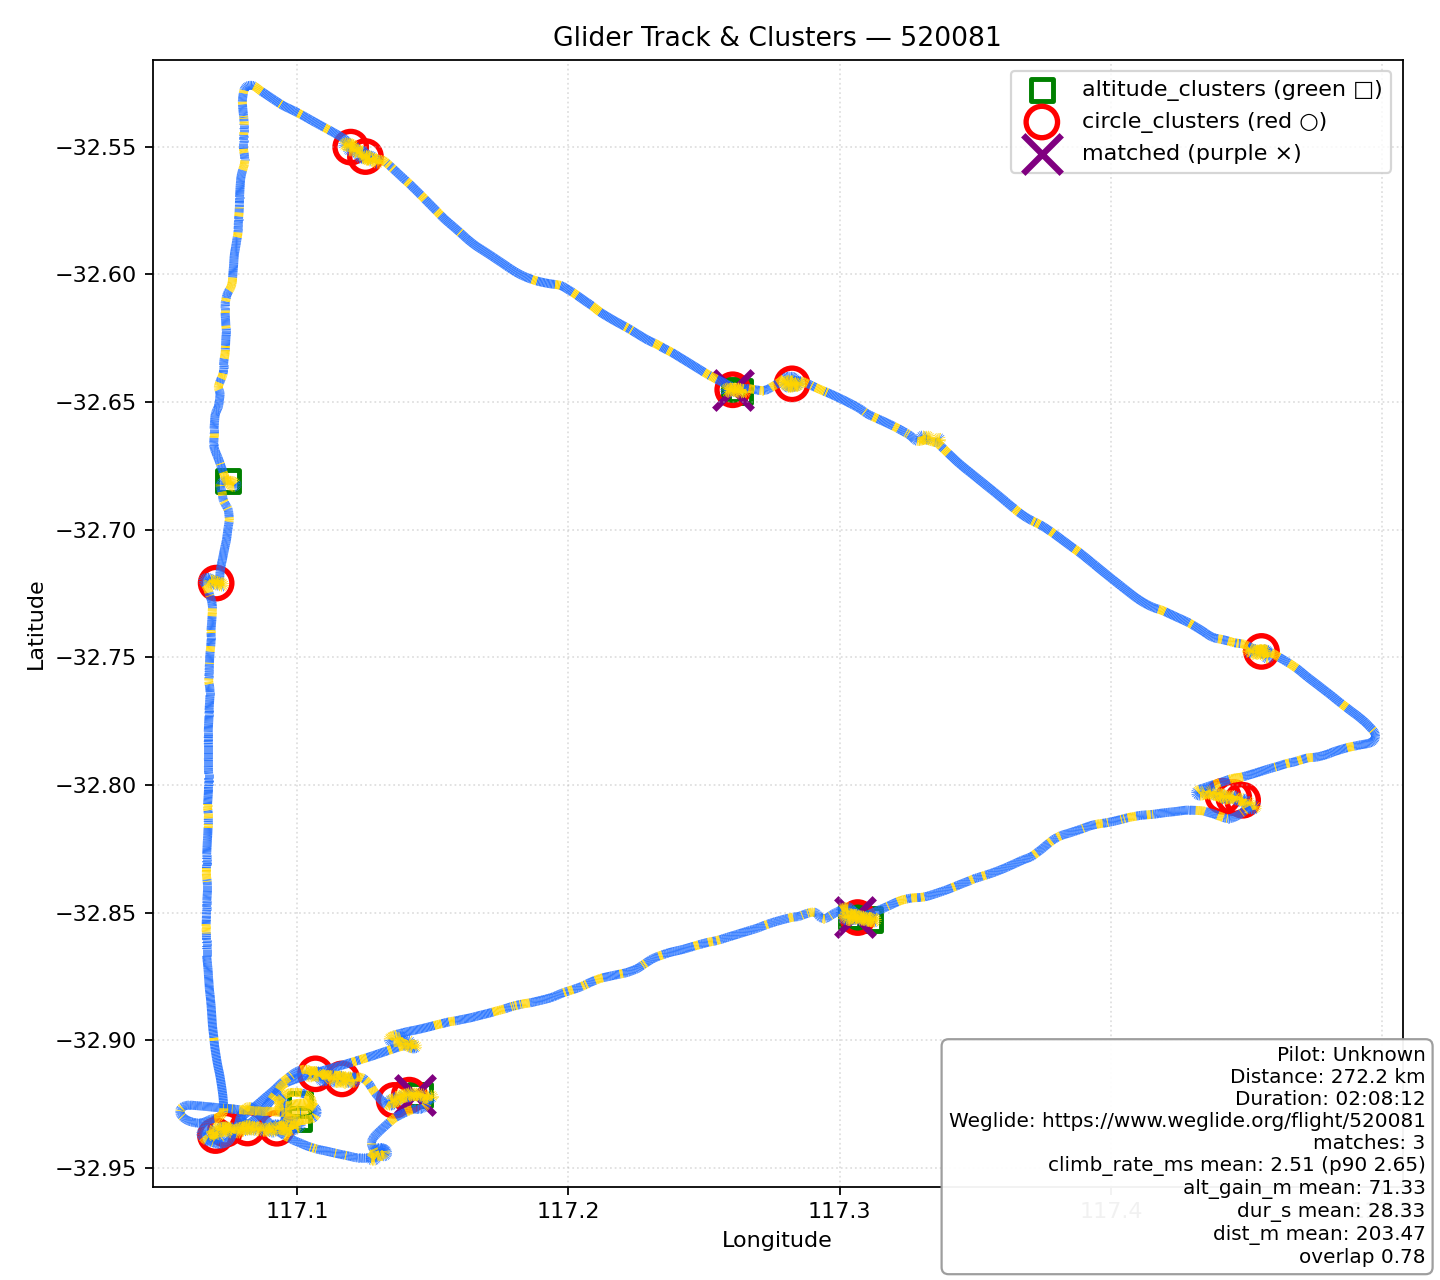 Glider Track & Clusters — 520081
altitude_clusters (green □)
circle_clusters (red ○)
matched (purple ×)
−32.55
−32.60
−32.65
−32.70
−32.75
−32.80
−32.85
−32.90
−32.95
Latitude
117.1
117.2
117.3
117.4
Longitude
Pilot: Unknown
Distance: 272.2 km
Duration: 02:08:12
Weglide: https://www.weglide.org/flight/520081
matches: 3
climb_rate_ms mean: 2.51 (p90 2.65)
alt_gain_m mean: 71.33
dur_s mean: 28.33
dist_m mean: 203.47
overlap 0.78